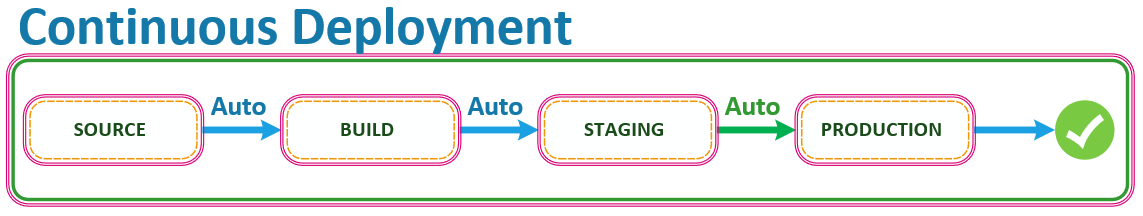 Continuous Deployment
Auto Auto Auto
SOURCE BUILD STAGING PRODUCTION